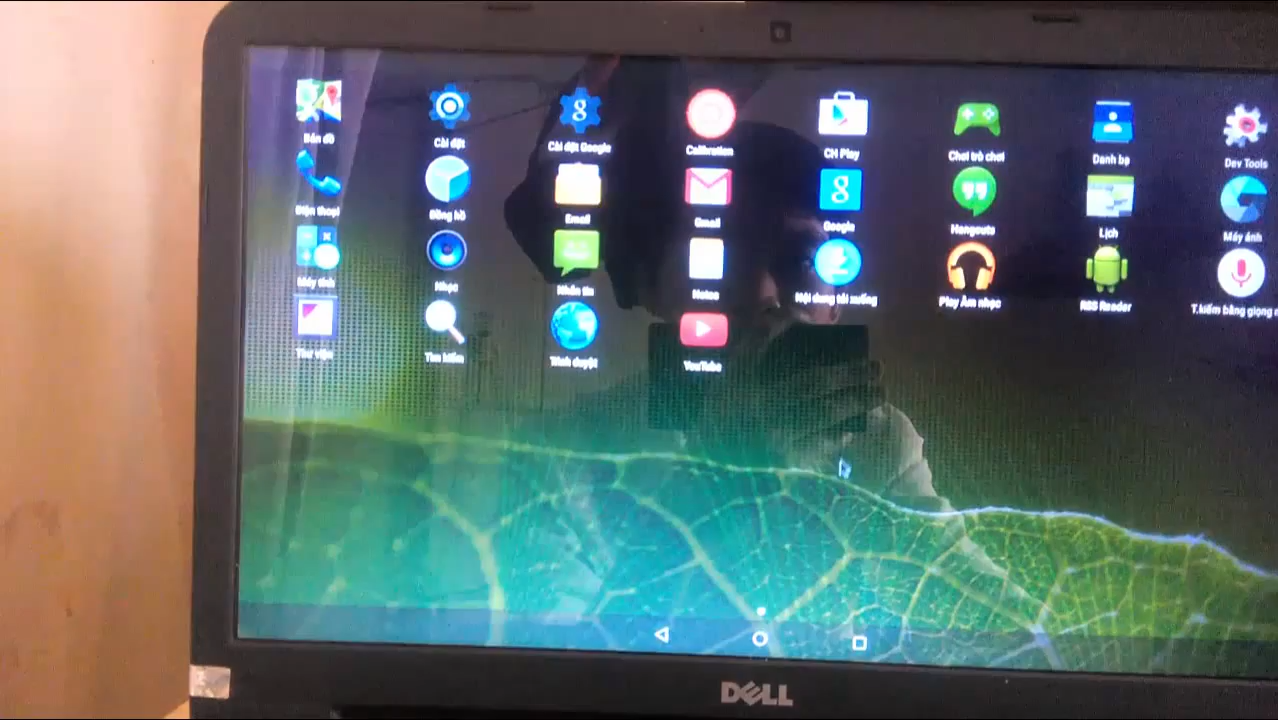 Bản đồ
Cài đặt
Cài đặt Google
Calibration
CH Play
Chơi trò chơi
Danh bạ
Dev Tools
Điện thoại
Đồng hồ
Email
Gmail
Google
Hangouts
Lịch
Máy ảnh
Máy tính
Nhạc
Nhắn tin
Notes
Nội dung tải xuống
Play Âm nhạc
RSS Reader
T.kiếm bằng giọng n
Thư viện
Tìm kiếm
Trình duyệt
YouTube
DELL